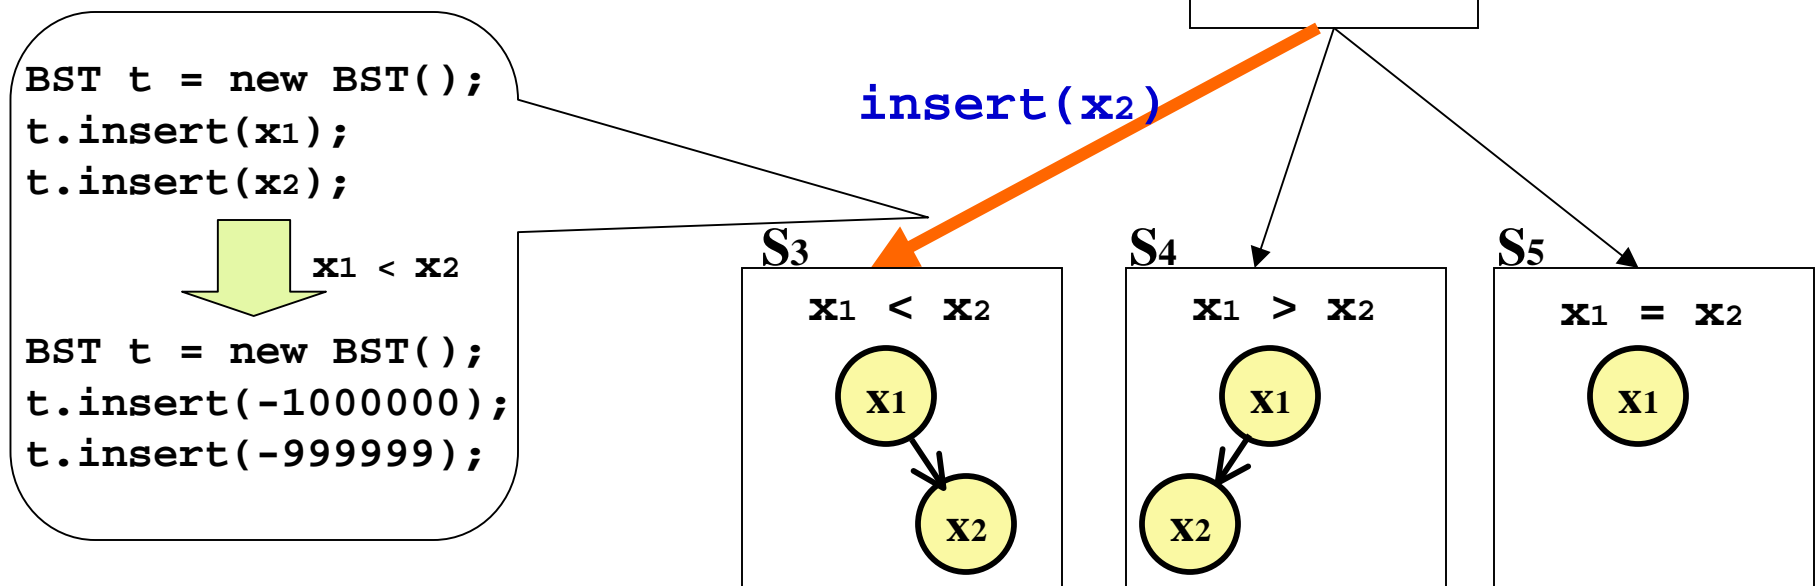 BST t = new BST();
t.insert(x1);
t.insert(x2);
x1 < x2
BST t = new BST();
t.insert(-1000000);
t.insert(-999999);
insert(x2)
S3
x1 < x2
x1
x2
S4
x1 > x2
x1
x2
S5
x1 = x2
x1